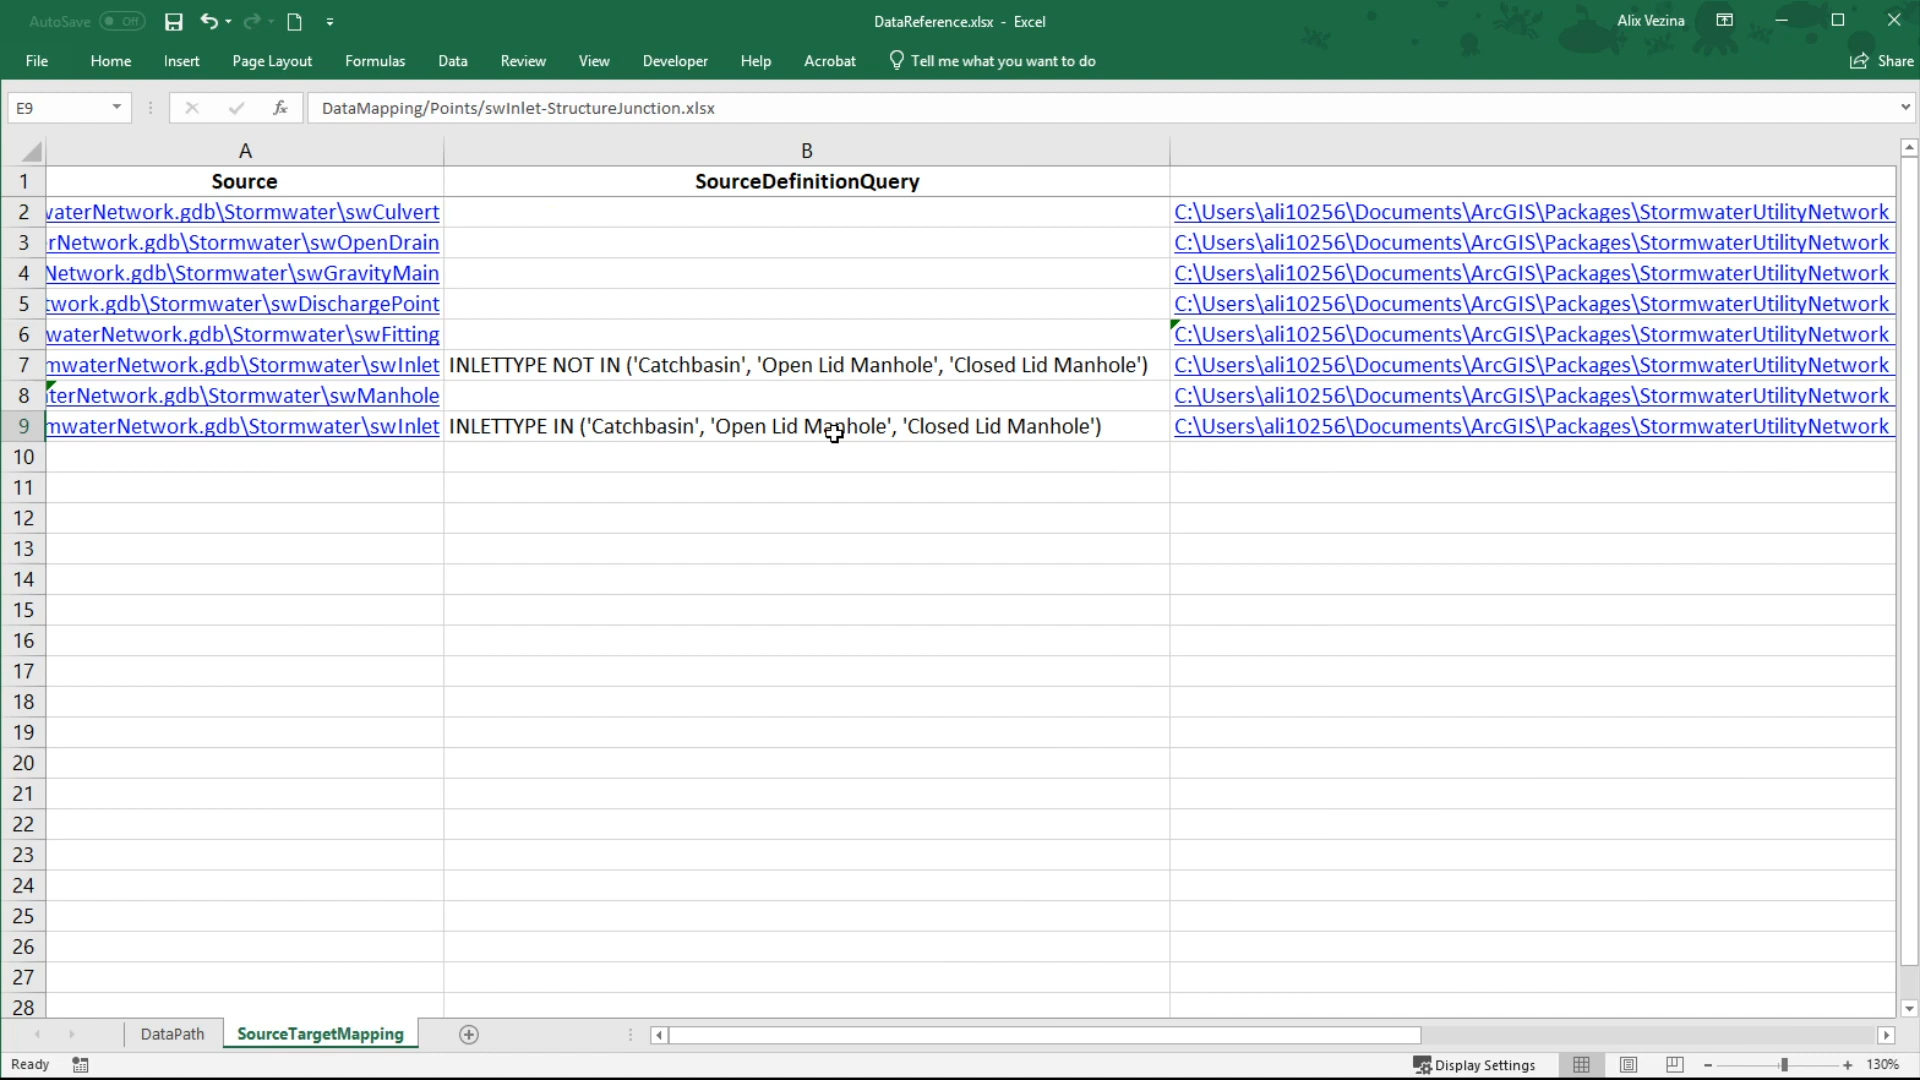 AutoSave Off DataReference.xlsx - Excel Alix Vezina
File Home Insert Page Layout Formulas Data Review View Developer Help Acrobat Tell me what you want to do Share
E9 fx DataMapping/Points/swInlet-StructureJunction.xlsx
A B
1 Source SourceDefinitionQuery
2 vaterNetwork.gdb\Stormwater\swCulvert C:\Users\ali10256\Documents\ArcGIS\Packages\StormwaterUtilityNetwork
3 rNetwork.gdb\Stormwater\swOpenDrain C:\Users\ali10256\Documents\ArcGIS\Packages\StormwaterUtilityNetwork
4 Network.gdb\Stormwater\swGravityMain C:\Users\ali10256\Documents\ArcGIS\Packages\StormwaterUtilityNetwork
5 twork.gdb\Stormwater\swDischargePoint C:\Users\ali10256\Documents\ArcGIS\Packages\StormwaterUtilityNetwork
6 waterNetwork.gdb\Stormwater\swFitting C:\Users\ali10256\Documents\ArcGIS\Packages\StormwaterUtilityNetwork
7 mwaterNetwork.gdb\Stormwater\swInlet INLETTYPE NOT IN ('Catchbasin', 'Open Lid Manhole', 'Closed Lid Manhole') C:\Users\ali10256\Documents\ArcGIS\Packages\StormwaterUtilityNetwork
8 terNetwork.gdb\Stormwater\swManhole C:\Users\ali10256\Documents\ArcGIS\Packages\StormwaterUtilityNetwork
9 mwaterNetwork.gdb\Stormwater\swInlet INLETTYPE IN ('Catchbasin', 'Open Lid Manhole', 'Closed Lid Manhole') C:\Users\ali10256\Documents\ArcGIS\Packages\StormwaterUtilityNetwork
10
11
12
13
14
15
16
17
18
19
20
21
22
23
24
25
26
27
28
DataPath SourceTargetMapping
Ready Display Settings 130%